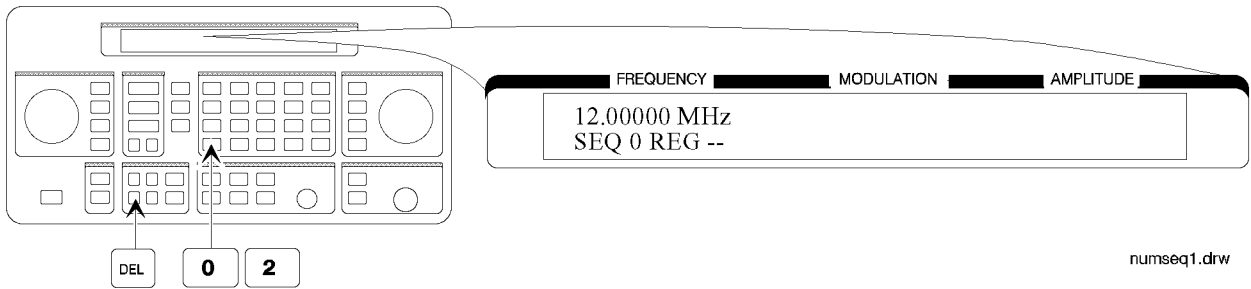 FREQUENCY MODULATION AMPLITUDE
12.00000 MHz
SEQ 0 REG --
DEL 0 2
numseq1.drw